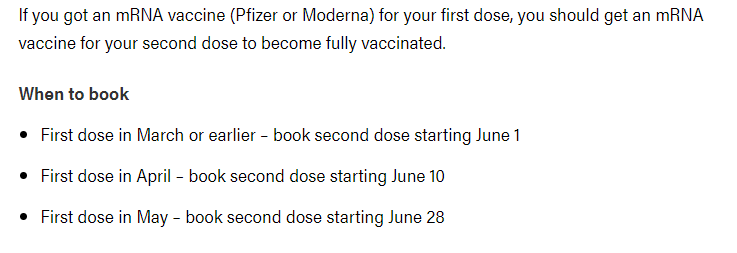 If you got an mRNA vaccine (Pfizer or Moderna) for your first dose, you should get an mRNA
vaccine for your second dose to become fully vaccinated.
When to book
• First dose in March or earlier – book second dose starting June 1
• First dose in April – book second dose starting June 10
• First dose in May – book second dose starting June 28